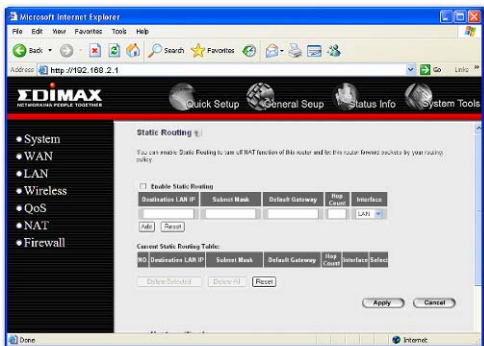 Microsoft Internet Explorer
File Edit View Favorites Tools Help
Back Search Favorites
Address http://192.168.2.1 Go Links »
EDIMAX
NETWORKING PEOPLE TOGETHER
Quick Setup General Seup Status Info System Tools
System
WAN
LAN
Wireless
QoS
NAT
Firewall
Static Routing
You can enable Static Routing to turn off NAT function of this router and let this router forward packets by your routing
policy.
Enable Static Routing
Destination LAN IP Subnet Mask Default Gateway Hop Count Interface
LAN
Add Reset
Current Static Routing Table:
NO. Destination LAN IP Subnet Mask Default Gateway Hop Count Interface Select
Delete Selected Delete All Reset
Apply Cancel
Done Internet